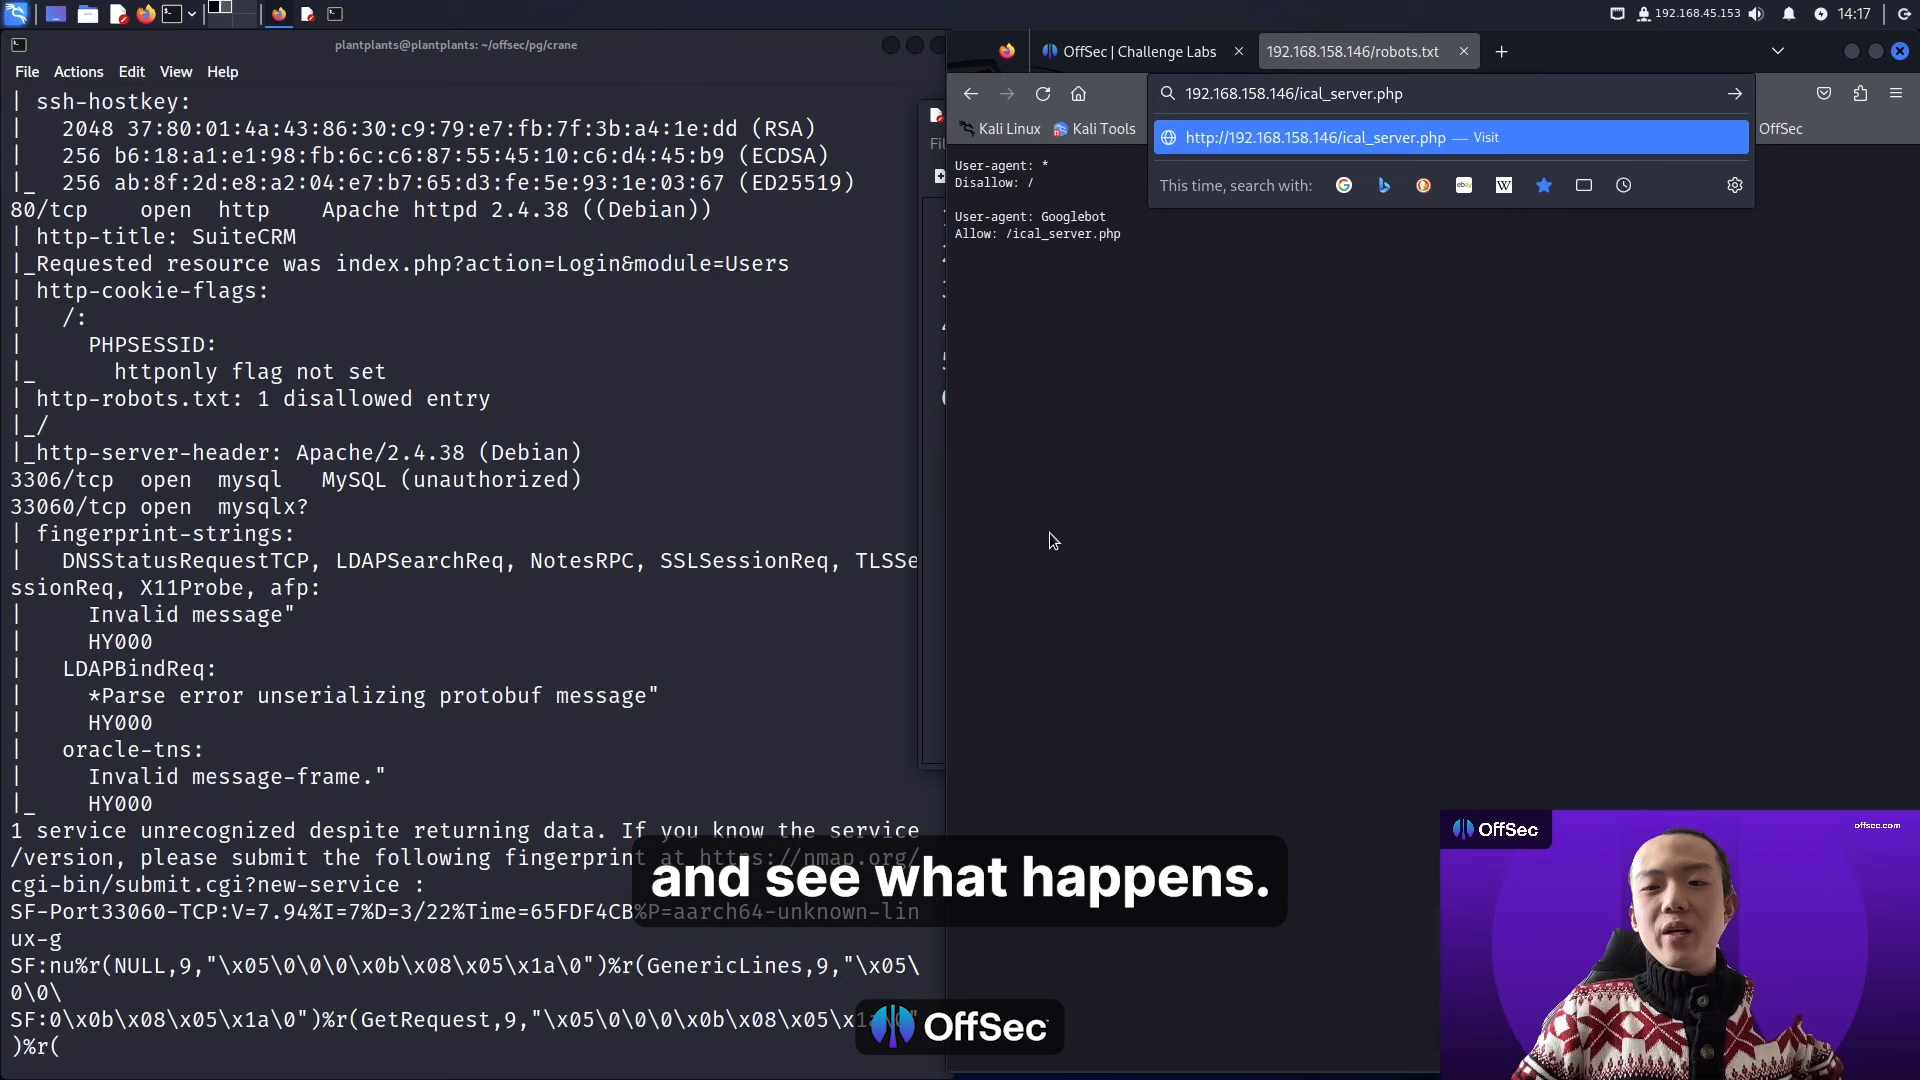 192.168.45.153
14:17
plantplants@plantplants: ~/offsec/pg/crane
File Actions Edit View Help
| ssh-hostkey:
|   2048 37:80:01:4a:43:86:30:c9:79:e7:fb:7f:3b:a4:1e:dd (RSA)
|   256 b6:18:a1:e1:98:fb:6c:c6:87:55:45:10:c6:d4:45:b9 (ECDSA)
|_  256 ab:8f:2d:e8:a2:04:e7:b7:65:d3:fe:5e:93:1e:03:67 (ED25519)
80/tcp    open  http    Apache httpd 2.4.38 ((Debian))
| http-title: SuiteCRM
|_Requested resource was index.php?action=Login&module=Users
| http-cookie-flags:
|   /:
|     PHPSESSID:
|_      httponly flag not set
| http-robots.txt: 1 disallowed entry
|_/
|_http-server-header: Apache/2.4.38 (Debian)
3306/tcp  open  mysql   MySQL (unauthorized)
33060/tcp open  mysqlx?
| fingerprint-strings:
|   DNSStatusRequestTCP, LDAPSearchReq, NotesRPC, SSLSessionReq, TLSSe
ssionReq, X11Probe, afp:
|     Invalid message"
|     HY000
|   LDAPBindReq:
|     *Parse error unserializing protobuf message"
|     HY000
|   oracle-tns:
|     Invalid message-frame."
|_    HY000
1 service unrecognized despite returning data. If you know the service
/version, please submit the following fingerprint at https://nmap.org/
cgi-bin/submit.cgi?new-service :
SF-Port33060-TCP:V=7.94%I=7%D=3/22%Time=65FDF4CB%P=aarch64-unknown-lin
ux-g
SF:nu%r(NULL,9,"\x05\0\0\0\x0b\x08\x05\x1a\0")%r(GenericLines,9,"\x05\
0\0\
SF:0\x0b\x08\x05\x1a\0")%r(GetRequest,9,"\x05\0\0\0\x0b\x08\x05\x1a\0"
)%r(
OffSec | Challenge Labs
192.168.158.146/robots.txt
192.168.158.146/ical_server.php
http://192.168.158.146/ical_server.php — Visit
This time, search with:
Kali Linux
Kali Tools
OffSec
User-agent: *
Disallow: /
User-agent: Googlebot
Allow: /ical_server.php
and see what happens.
OffSec
OffSec
offsec.com